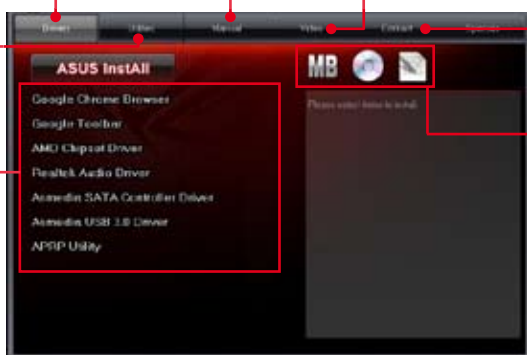 Drivers Utilities Manual Video Contact Specials
ASUS InstAll
MB
Google Chrome Browser
Google Toolbar
AMD Chipset Driver
Realtek Audio Driver
Asmedia SATA Controller Driver
Asmedia USB 3.0 Driver
APRP Utility
Please select items to install.